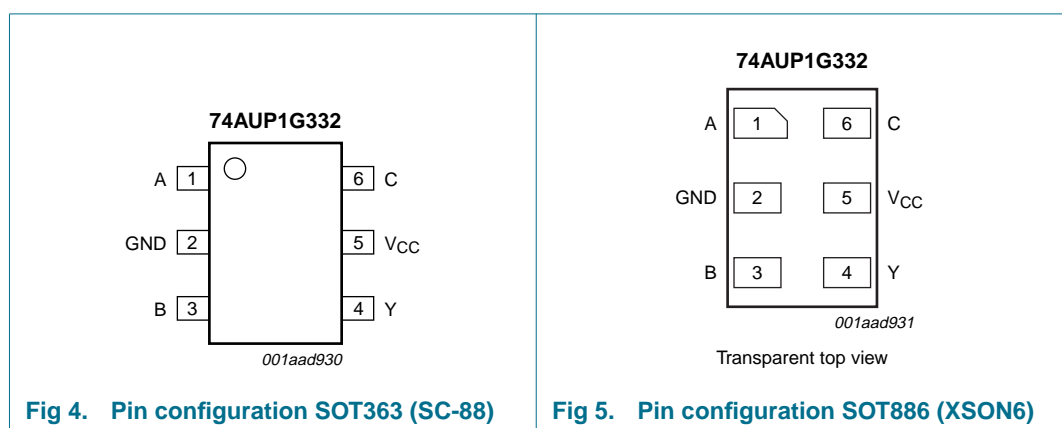 74AUP1G332
A 1 6 C
GND 2 5 VCC
B 3 4 Y
001aad930
Fig 4. Pin configuration SOT363 (SC-88)
74AUP1G332
A 1 6 C
GND 2 5 VCC
B 3 4 Y
001aad931
Transparent top view
Fig 5. Pin configuration SOT886 (XSON6)